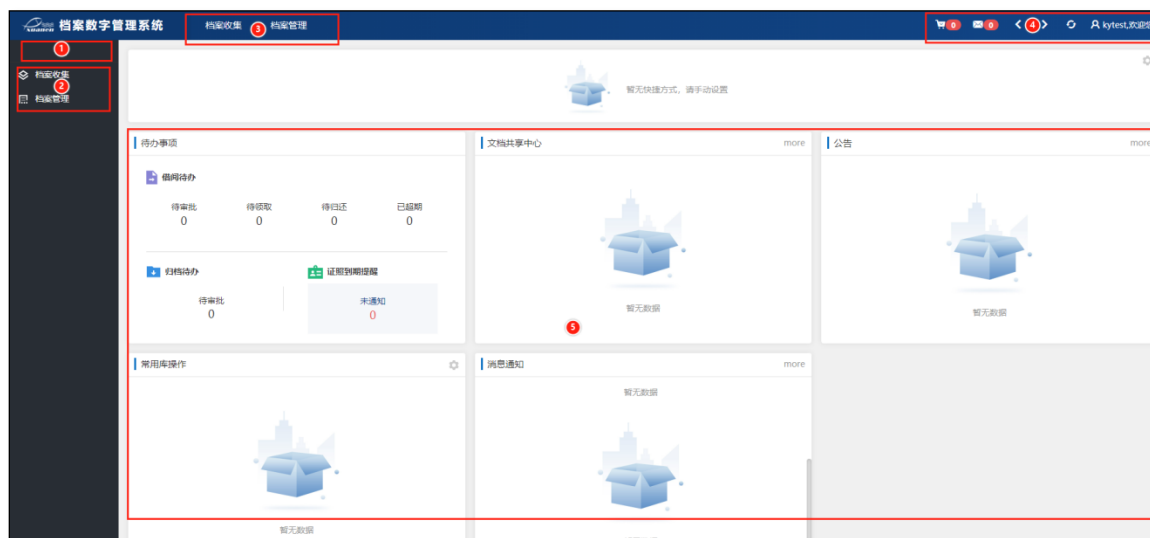 档案数字管理系统 档案收集 3 档案管理 0 0 < 4 > kytest,欢迎您
1
档案收集
2
档案管理
暂无快捷方式，请手动设置
待办事项
借阅待办
待审批 待领取 待归还 已超期
0 0 0 0
归档待办 证照到期提醒
待审批 未通知
0 0
文档共享中心 more
暂无数据
5
公告 more
暂无数据
常用库操作
暂无数据
消息通知 more
暂无数据